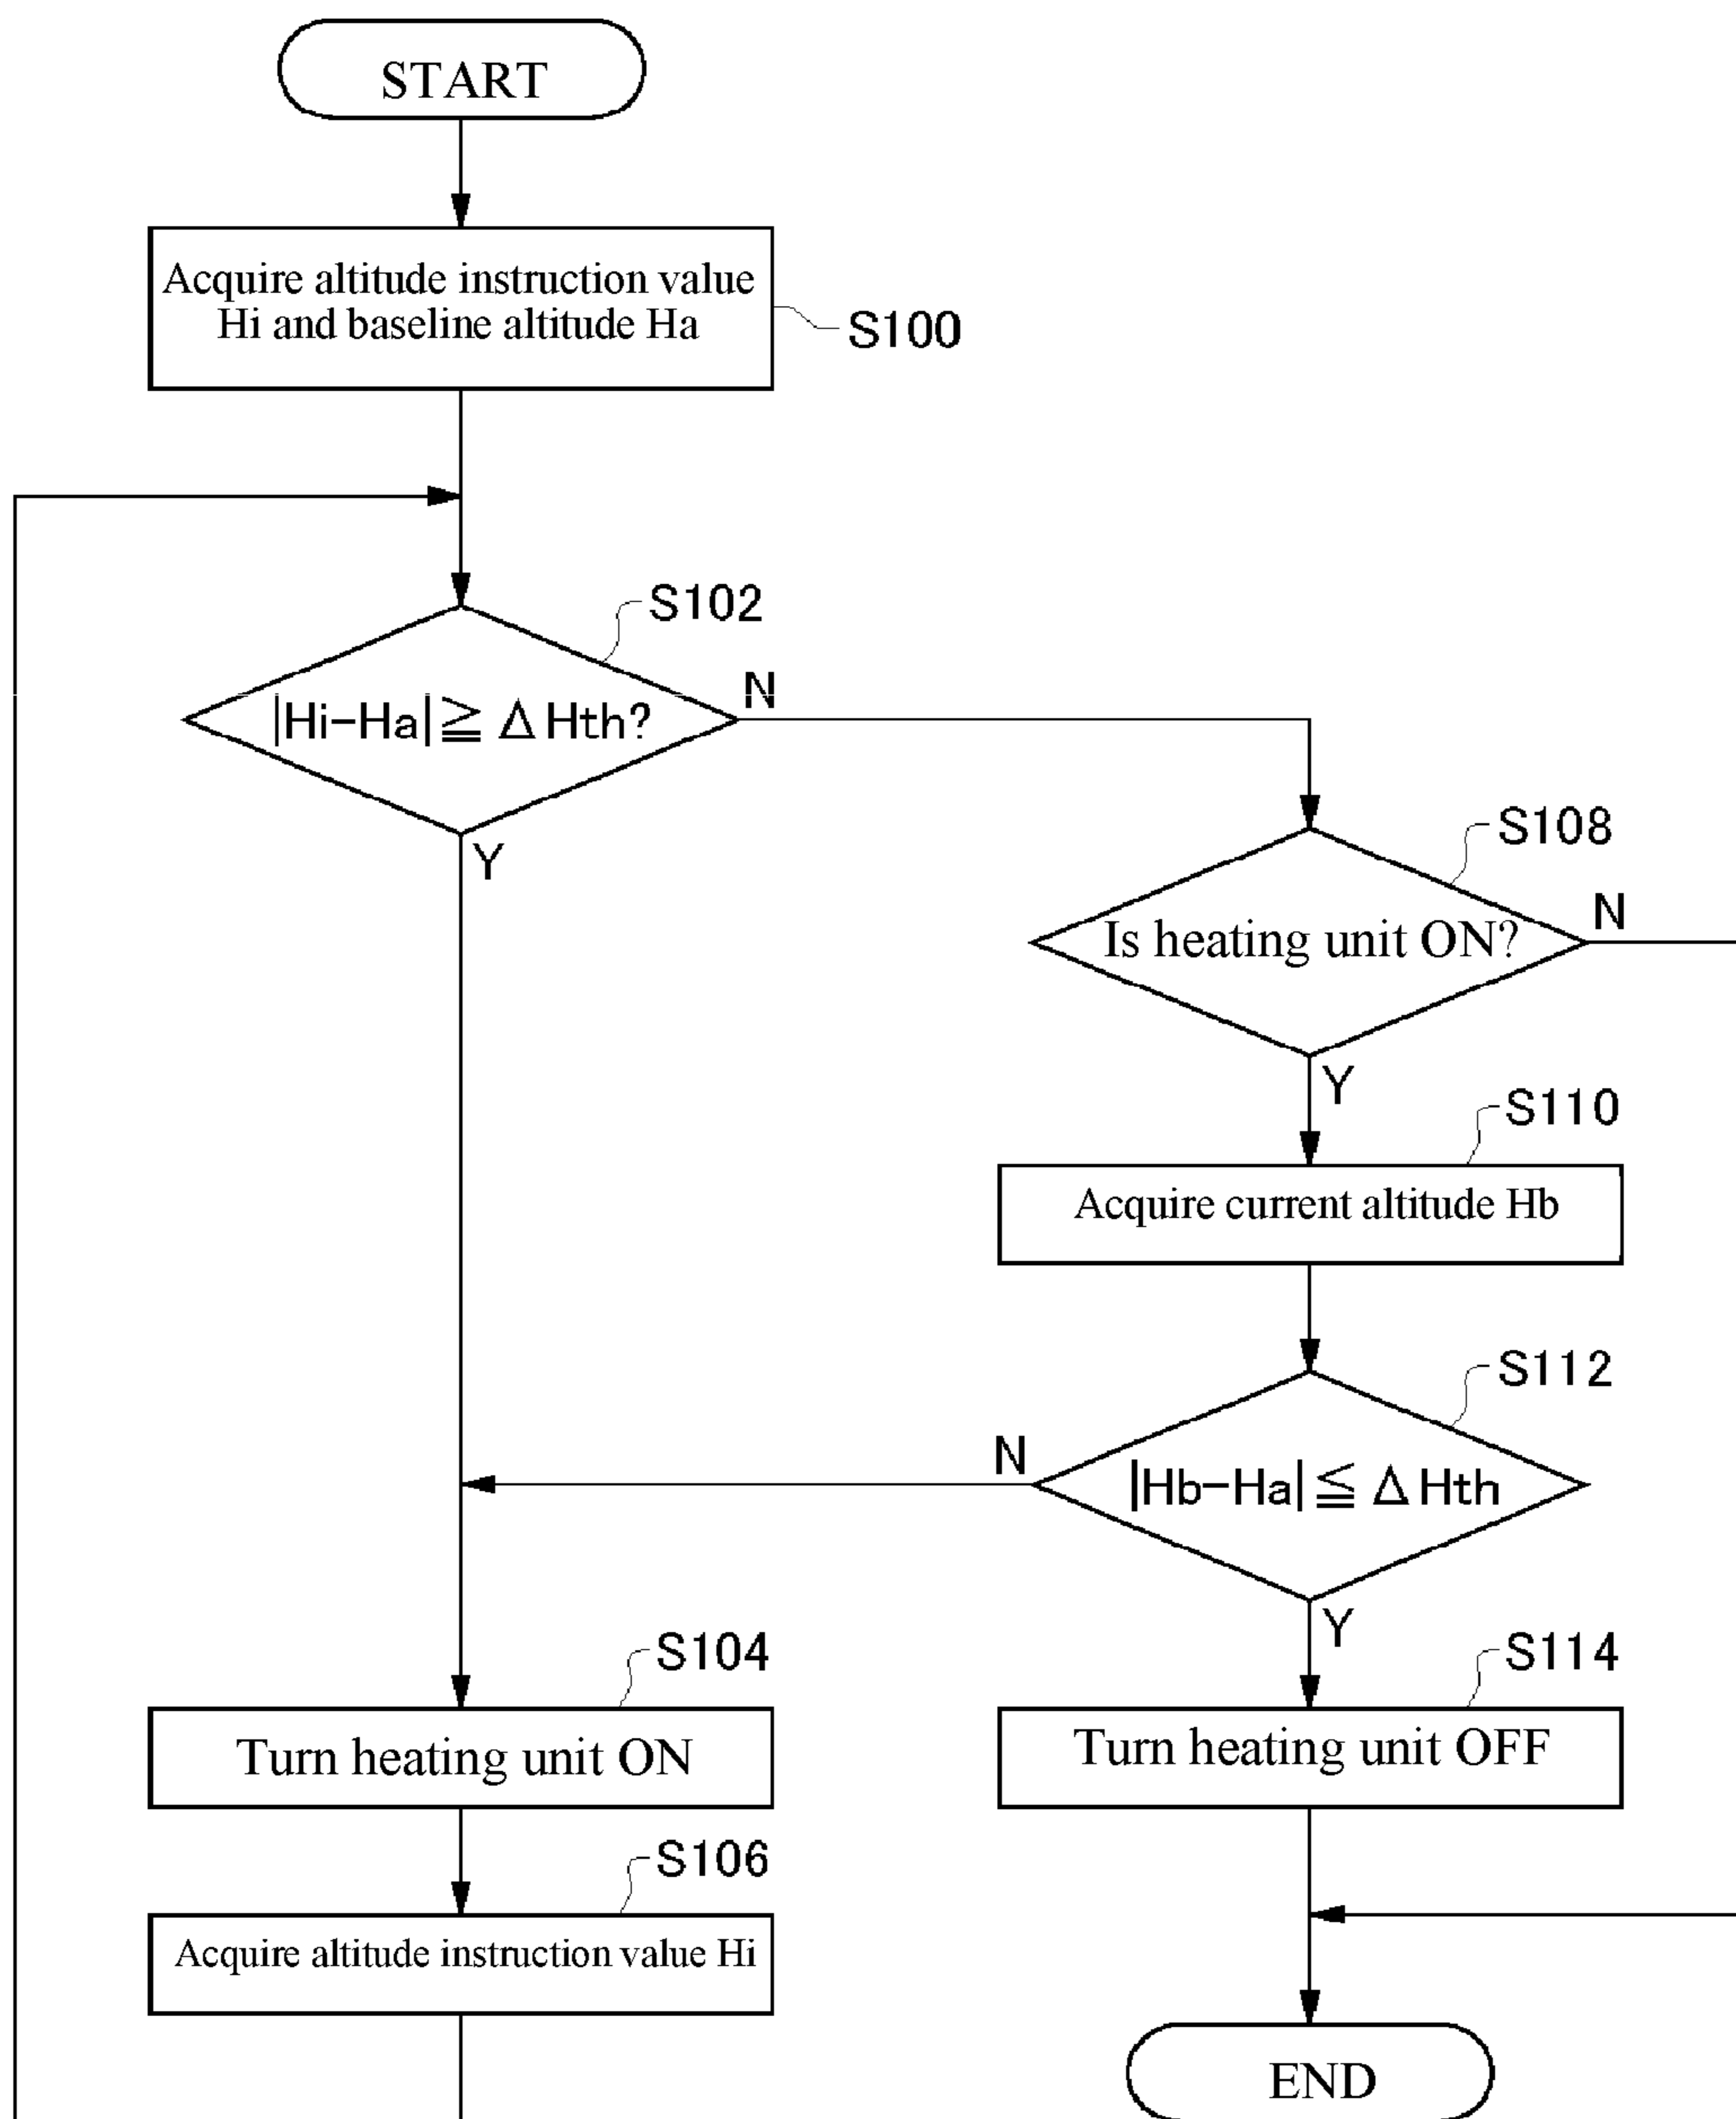 START
Acquire altitude instruction value
Hi and baseline altitude Ha
S100
S102
|Hi-Ha|≧ΔHth?
N
Y
S108
Is heating unit ON?
N
Y
S110
Acquire current altitude Hb
S112
|Hb-Ha|≦ΔHth
N
Y
S104
Turn heating unit ON
S114
Turn heating unit OFF
S106
Acquire altitude instruction value Hi
END